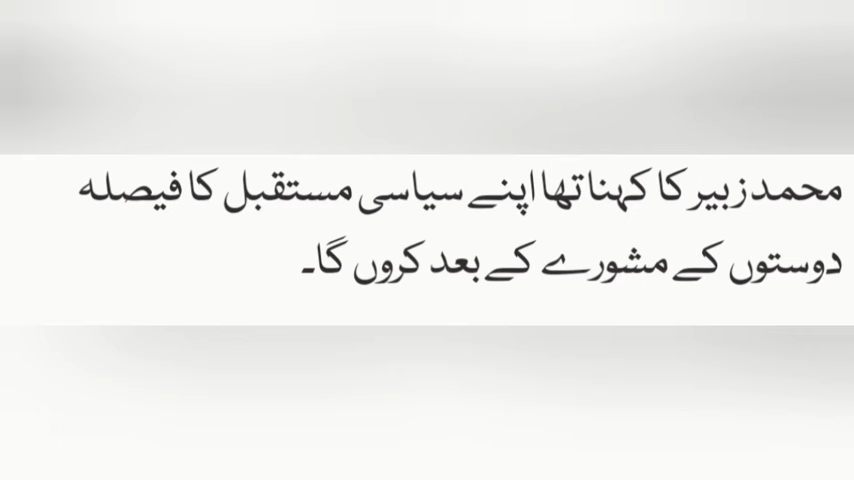 محمد زبیر کا کہنا تھا اپنے سیاسی مستقبل کا فیصلہ
دوستوں کے مشورے کے بعد کروں گا۔